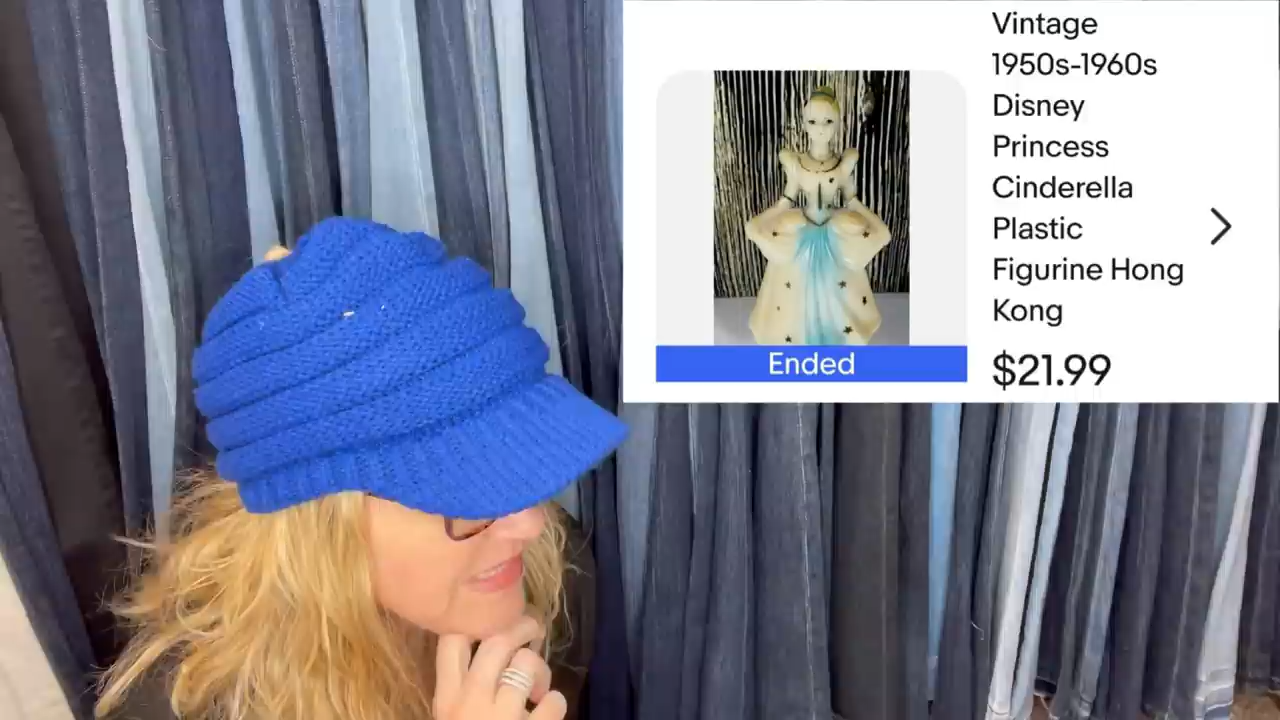 Vintage
1950s-1960s
Disney
Princess
Cinderella
Plastic
Figurine Hong
Kong
$21.99
Ended